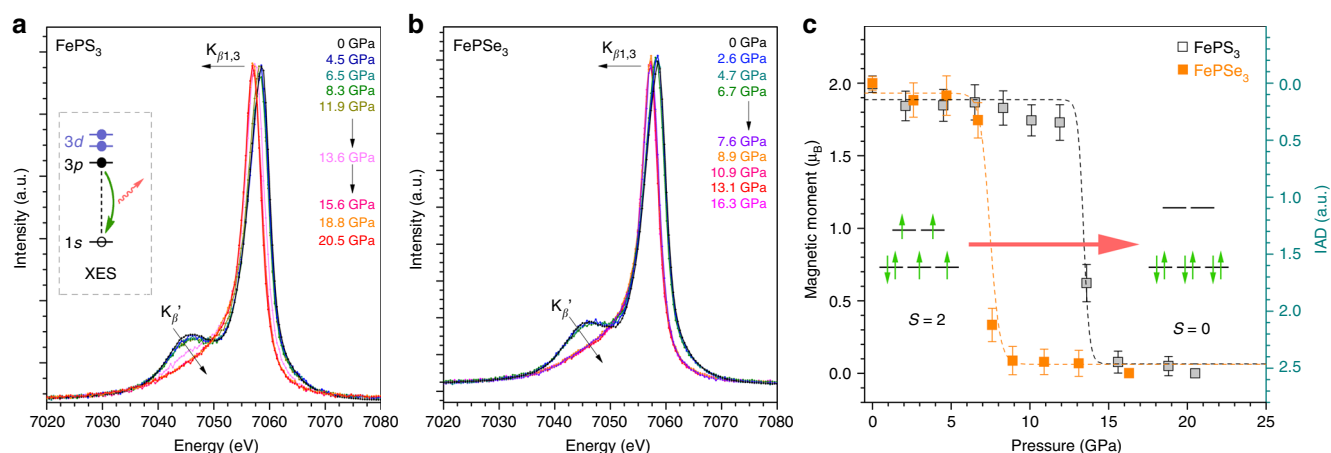 a
FePS3
Kβ1,3
0 GPa
4.5 GPa
6.5 GPa
8.3 GPa
11.9 GPa
13.6 GPa
15.6 GPa
18.8 GPa
20.5 GPa
3d
3p
1s
XES
Kβ'
Intensity (a.u.)
7020 7030 7040 7050 7060 7070 7080
Energy (eV)
b
FePSe3
Kβ1,3
0 GPa
2.6 GPa
4.7 GPa
6.7 GPa
7.6 GPa
8.9 GPa
10.9 GPa
13.1 GPa
16.3 GPa
Kβ'
Intensity (a.u.)
7020 7030 7040 7050 7060 7070 7080
Energy (eV)
c
FePS3
FePSe3
Magnetic moment (μB)
2.0
1.5
1.0
0.5
0.0
S = 2
S = 0
0.0
0.5
1.0
1.5
2.0
2.5
IAD (a.u.)
0 5 10 15 20 25
Pressure (GPa)